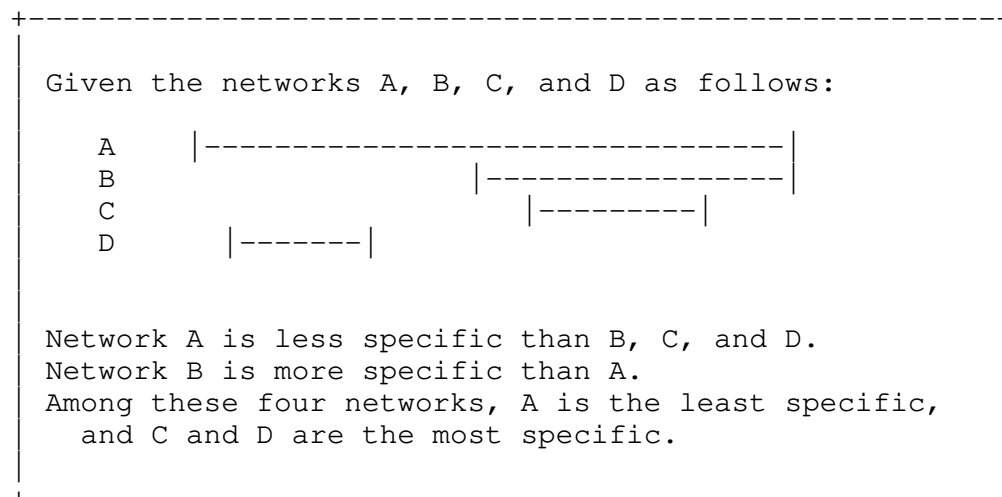 Given the networks A, B, C, and D as follows:
A |---------------------------------|
B |-----------------|
C |---------|
D |-------|
Network A is less specific than B, C, and D.
Network B is more specific than A.
Among these four networks, A is the least specific,
and C and D are the most specific.